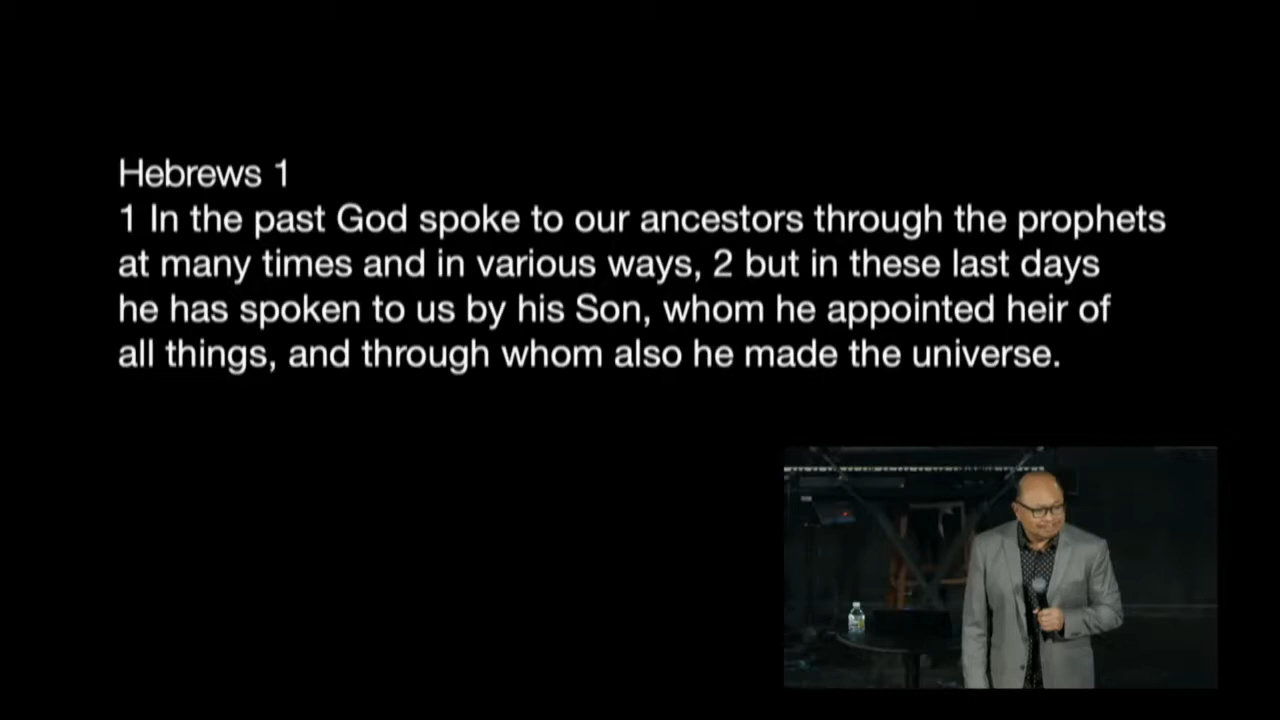 Hebrews 1
1 In the past God spoke to our ancestors through the prophets
at many times and in various ways, 2 but in these last days
he has spoken to us by his Son, whom he appointed heir of
all things, and through whom also he made the universe.